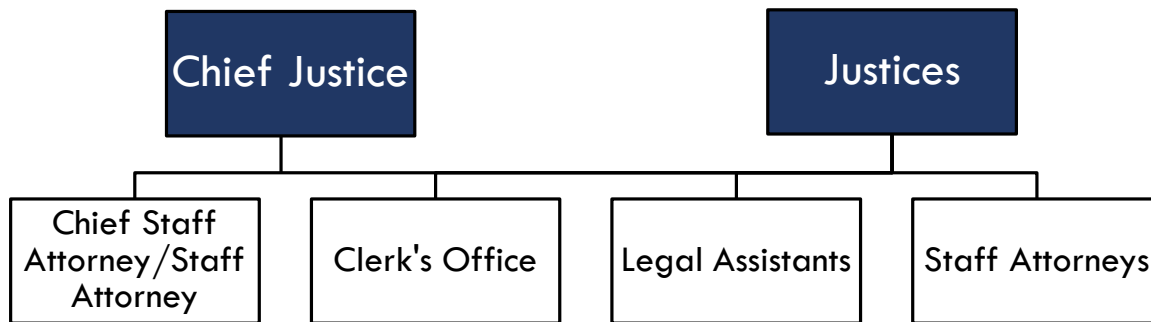 Chief Justice
Justices
Chief Staff
Attorney/Staff
Attorney
Clerk's Office
Legal Assistants
Staff Attorneys